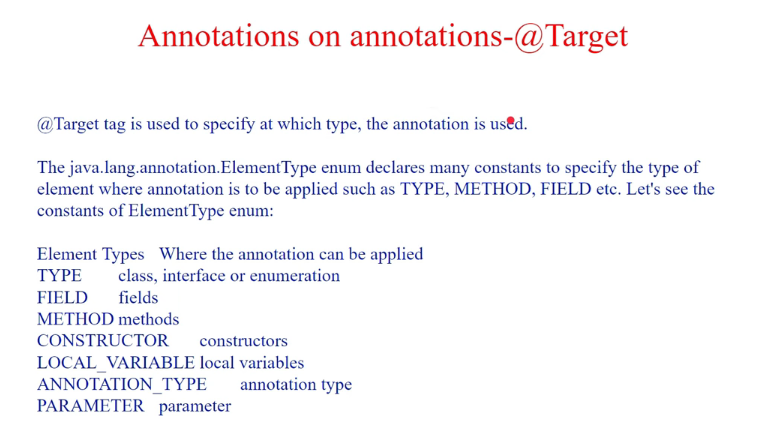 Annotations on annotations-@Target
@Target tag is used to specify at which type, the annotation is used.
The java.lang.annotation.ElementType enum declares many constants to specify the type of
element where annotation is to be applied such as TYPE, METHOD, FIELD etc. Let's see the
constants of ElementType enum:
Element Types Where the annotation can be applied
TYPE class, interface or enumeration
FIELD fields
METHOD methods
CONSTRUCTOR constructors
LOCAL_VARIABLE local variables
ANNOTATION_TYPE annotation type
PARAMETER parameter